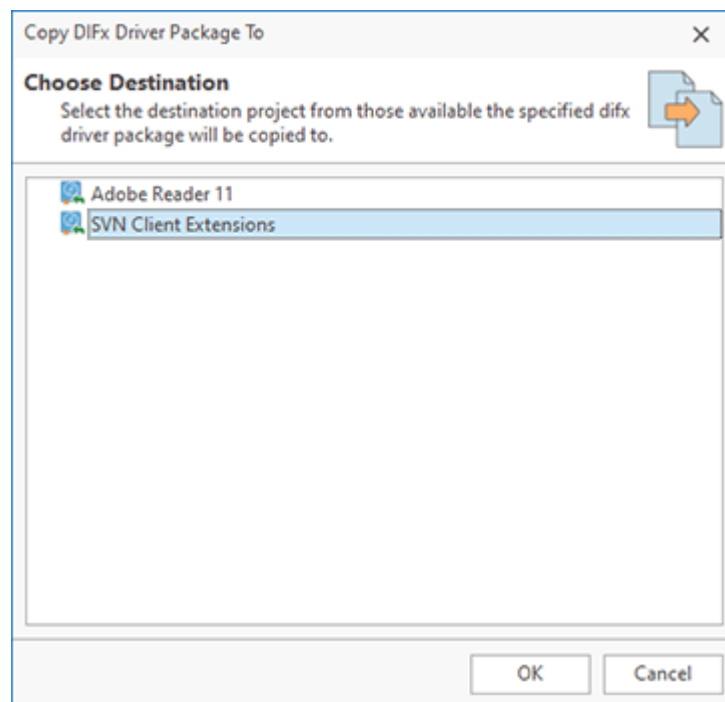 Copy DIFx Driver Package To
Choose Destination
Select the destination project from those available the specified difx
driver package will be copied to.
Adobe Reader 11
SVN Client Extensions
OK
Cancel